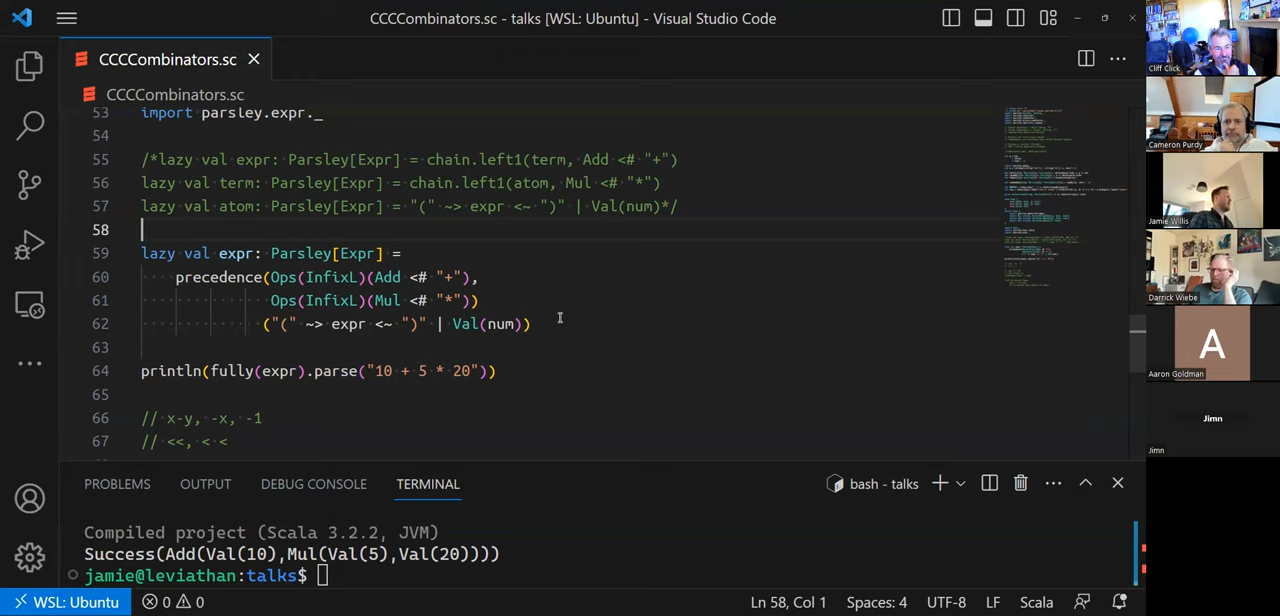 CCCCombinators.sc - talks [WSL: Ubuntu] - Visual Studio Code
CCCCombinators.sc
CCCCombinators.sc
53 import parsley.expr._
54
55 /*lazy val expr: Parsley[Expr] = chain.left1(term, Add <# "+")
56 lazy val term: Parsley[Expr] = chain.left1(atom, Mul <# "*")
57 lazy val atom: Parsley[Expr] = "(" ~> expr <~ ")" | Val(num)*/
58
59 lazy val expr: Parsley[Expr] =
60 precedence(Ops(InfixL)(Add <# "+"),
61 Ops(InfixL)(Mul <# "*"))
62 ("(" ~> expr <~ ")" | Val(num))
63
64 println(fully(expr).parse("10 + 5 * 20"))
65
66 // x-y, -x, -1
67 // <<, < <
PROBLEMS OUTPUT DEBUG CONSOLE TERMINAL bash - talks
Compiled project (Scala 3.2.2, JVM)
Success(Add(Val(10),Mul(Val(5),Val(20))))
jamie@leviathan:talks$
WSL: Ubuntu 0 0 Ln 58, Col 1 Spaces: 4 UTF-8 LF Scala
Cliff Click
Cameron Purdy
Jamie Willis
Darrick Wiebe
A
Aaron Goldman
Jimn
Jimn